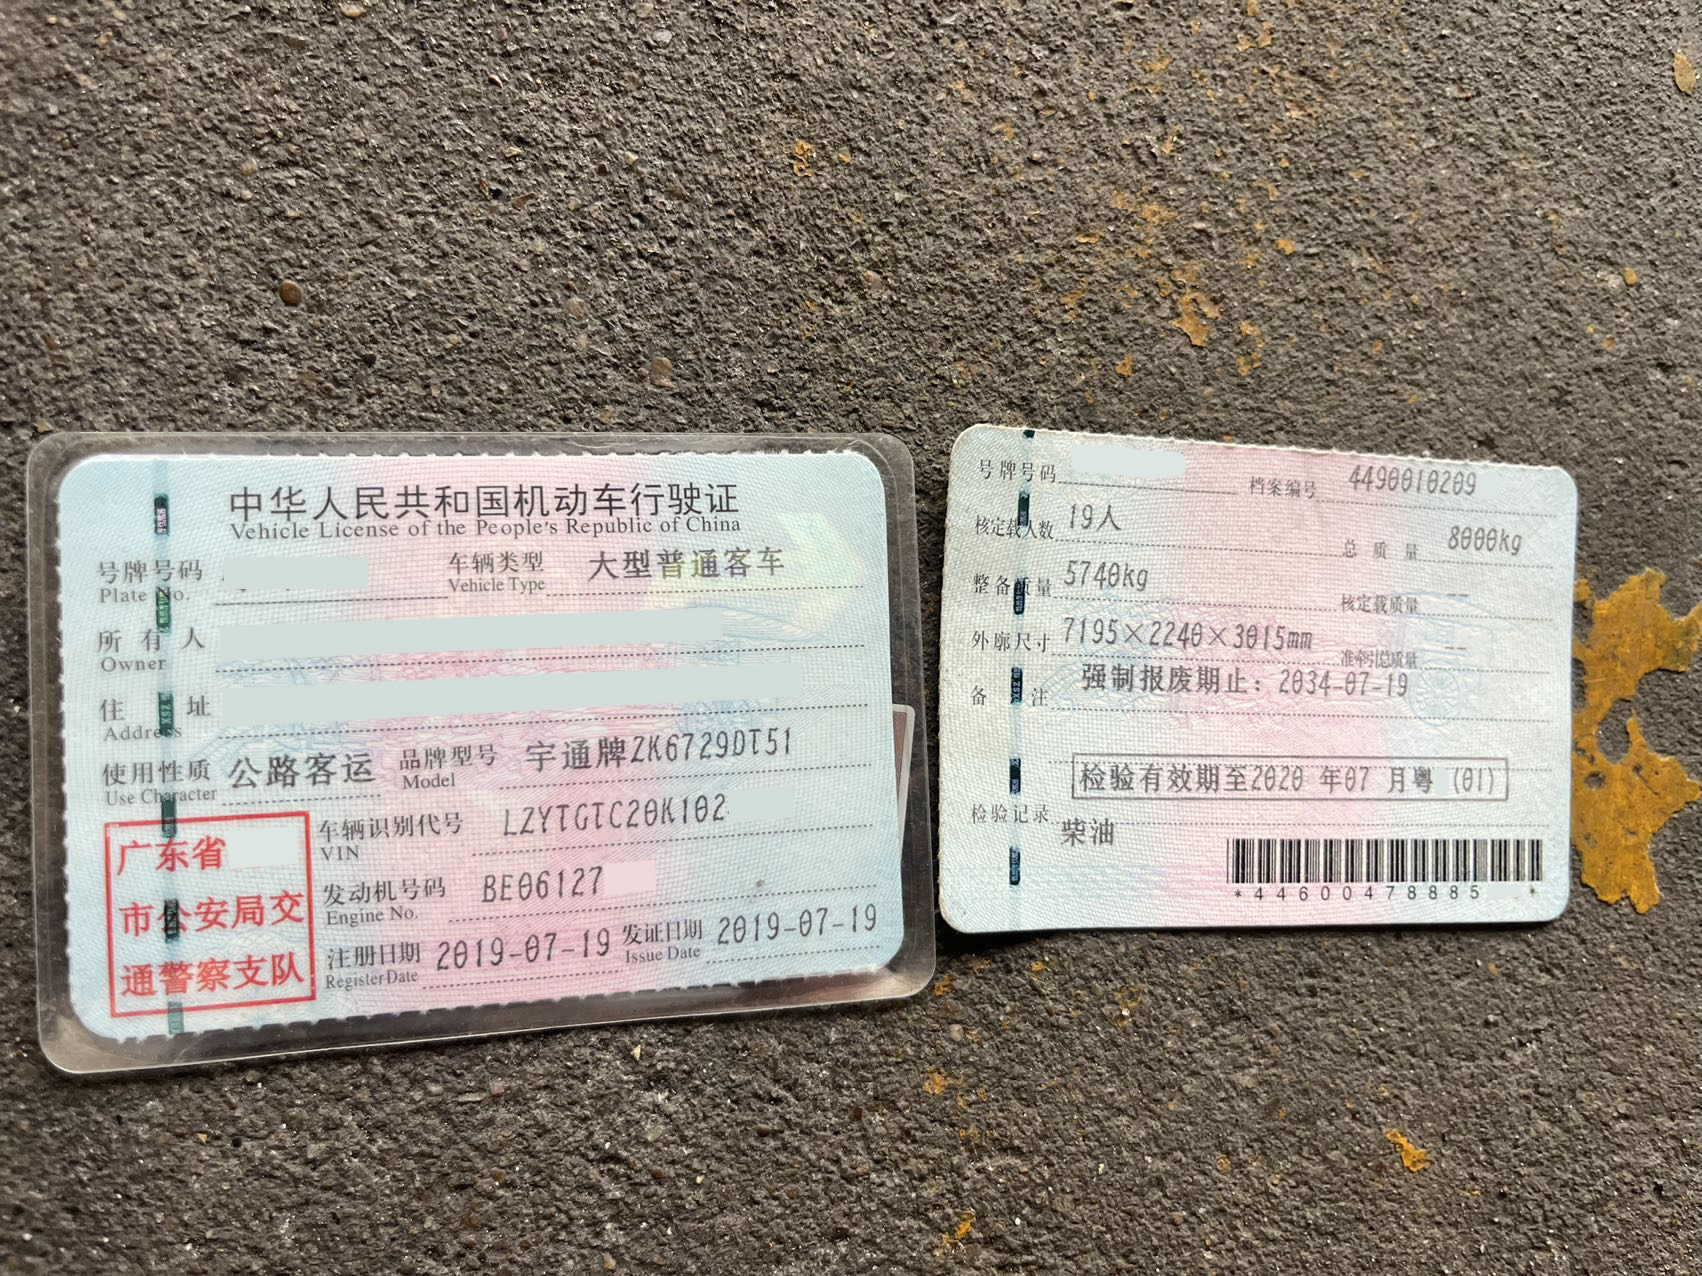 中华人民共和国机动车行驶证
Vehicle License of the People's Republic of China
号牌号码
Plate No.
车辆类型 大型普通客车
Vehicle Type
所有人
Owner
住址
Address
使用性质 公路客运
Use Character
品牌型号 宇通牌ZK6729DT51
Model
车辆识别代号 LZYTGTC20K102
VIN
发动机号码 BE06127
Engine No.
注册日期 2019-07-19
Register Date
发证日期 2019-07-19
Issue Date
广东省
市公安局交
通警察支队
号牌号码
档案编号 4490010209
核定载人数 19人
总质量 8000kg
整备质量 5740kg
核定载质量 --
外廓尺寸 7195×2240×3015mm
准牵引总质量 --
备注 强制报废期止：2034-07-19
检验有效期至2020 年07 月粤 (01)
检验记录
柴油
*44600478885 *